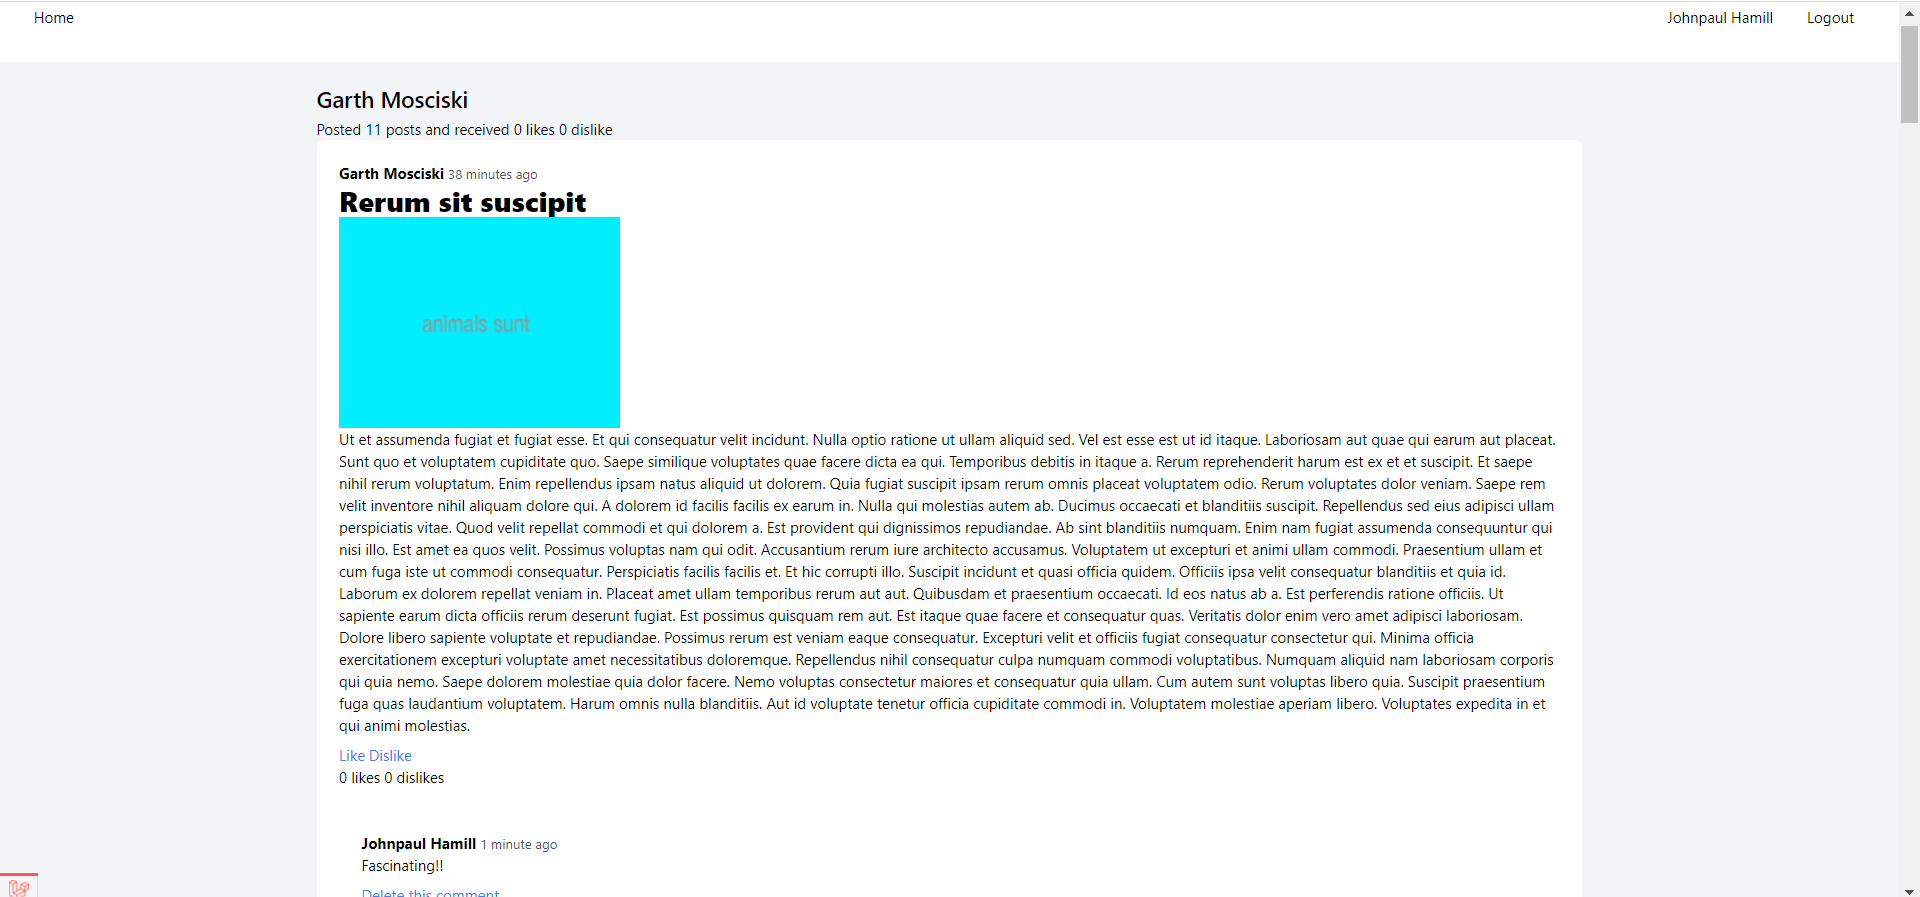 Home
Johnpaul Hamill
Logout
Garth Mosciski
Posted 11 posts and received 0 likes 0 dislike
Garth Mosciski 38 minutes ago
Rerum sit suscipit
animals sunt
Ut et assumenda fugiat et fugiat esse. Et qui consequatur velit incidunt. Nulla optio ratione ut ullam aliquid sed. Vel est esse est ut id itaque. Laboriosam aut quae qui earum aut placeat.
Sunt quo et voluptatem cupiditate quo. Saepe similique voluptates quae facere dicta ea qui. Temporibus debitis in itaque a. Rerum reprehenderit harum est ex et et suscipit. Et saepe
nihil rerum voluptatum. Enim repellendus ipsam natus aliquid ut dolorem. Quia fugiat suscipit ipsam rerum omnis placeat voluptatem odio. Rerum voluptates dolor veniam. Saepe rem
velit inventore nihil aliquam dolore qui. A dolorem id facilis facilis ex earum in. Nulla qui molestias autem ab. Ducimus occaecati et blanditiis suscipit. Repellendus sed eius adipisci ullam
perspiciatis vitae. Quod velit repellat commodi et qui dolorem a. Est provident qui dignissimos repudiandae. Ab sint blanditiis numquam. Enim nam fugiat assumenda consequuntur qui
nisi illo. Est amet ea quos velit. Possimus voluptas nam qui odit. Accusantium rerum iure architecto accusamus. Voluptatem ut excepturi et animi ullam commodi. Praesentium ullam et
cum fuga iste ut commodi consequatur. Perspiciatis facilis facilis et. Et hic corrupti illo. Suscipit incidunt et quasi officia quidem. Officiis ipsa velit consequatur blanditiis et quia id.
Laborum ex dolorem repellat veniam in. Placeat amet ullam temporibus rerum aut aut. Quibusdam et praesentium occaecati. Id eos natus ab a. Est perferendis ratione officiis. Ut
sapiente earum dicta officiis rerum deserunt fugiat. Est possimus quisquam rem aut. Est itaque quae facere et consequatur quas. Veritatis dolor enim vero amet adipisci laboriosam.
Dolore libero sapiente voluptate et repudiandae. Possimus rerum est veniam eaque consequatur. Excepturi velit et officiis fugiat consequatur consectetur qui. Minima officia
exercitationem excepturi voluptate amet necessitatibus doloremque. Repellendus nihil consequatur culpa numquam commodi voluptatibus. Numquam aliquid nam laboriosam corporis
qui quia nemo. Saepe dolorem molestiae quia dolor facere. Nemo voluptas consectetur maiores et consequatur quia ullam. Cum autem sunt voluptas libero quia. Suscipit praesentium
fuga quas laudantium voluptatem. Harum omnis nulla blanditiis. Aut id voluptate tenetur officia cupiditate commodi in. Voluptatem molestiae aperiam libero. Voluptates expedita in et
qui animi molestias.
Like Dislike
0 likes 0 dislikes
Johnpaul Hamill 1 minute ago
Fascinating!!
Delete this comment